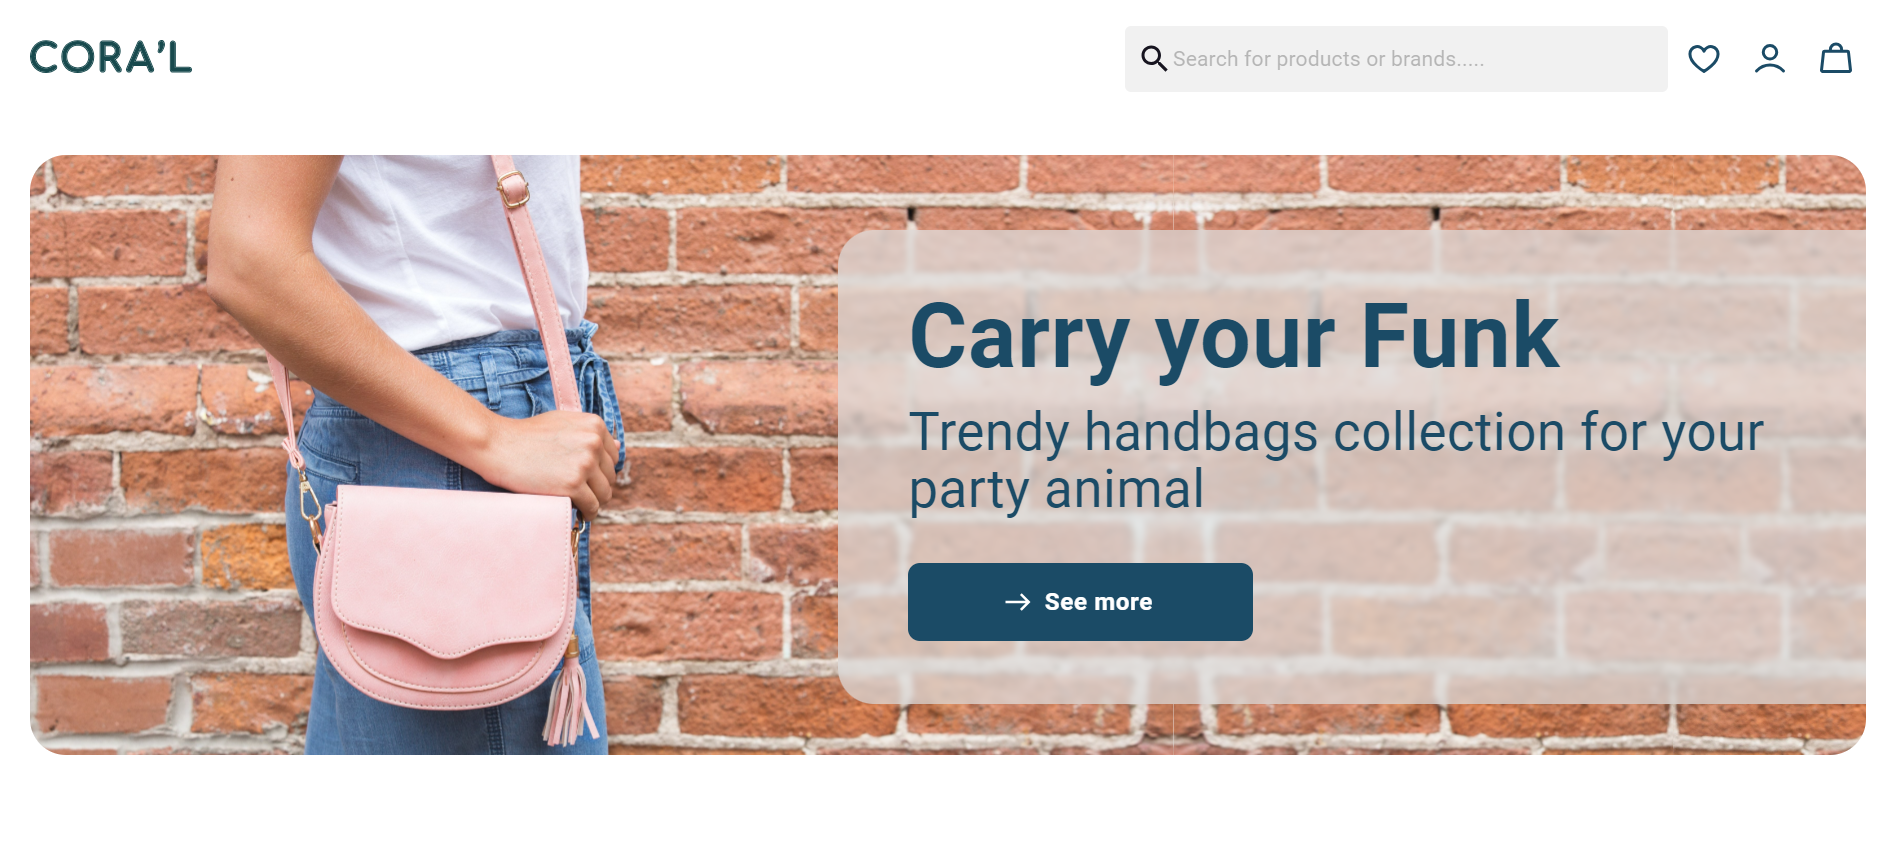 CORA'L
Search for products or brands.....
Carry your Funk
Trendy handbags collection for your
party animal
See more